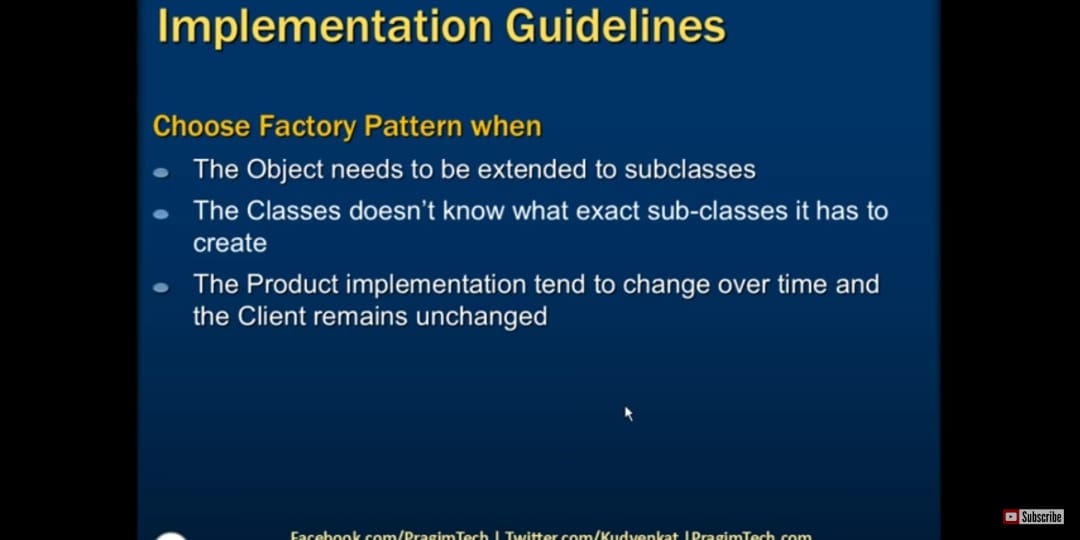 Implementation Guidelines
Choose Factory Pattern when
The Object needs to be extended to subclasses
The Classes doesn't know what exact sub-classes it has to
create
The Product implementation tend to change over time and
the Client remains unchanged
Facebook.com/PragimTech | Twitter.com/Kudvenkat | PragimTech.com
Subscribe